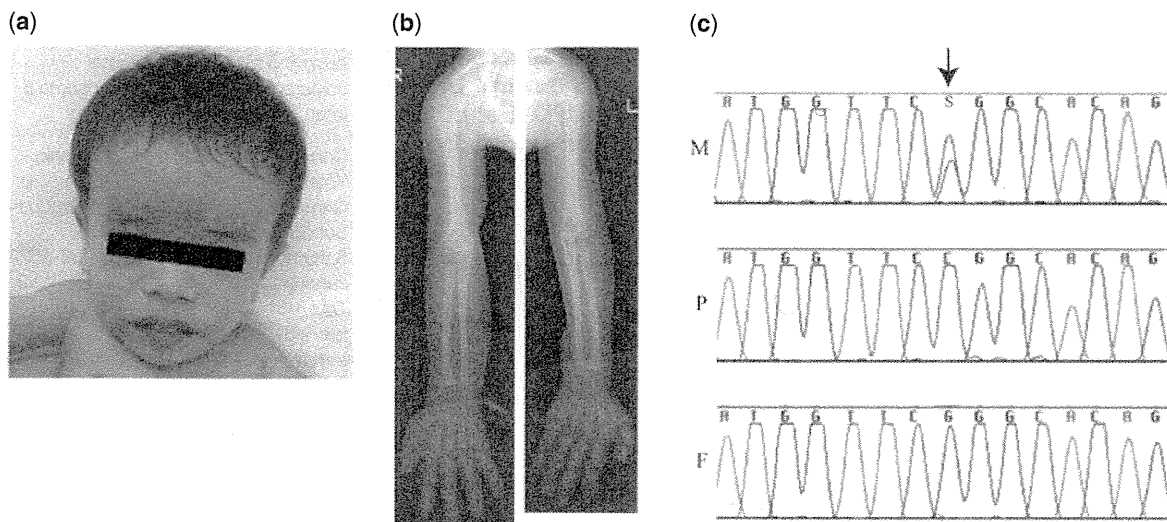 (a)
(b)
(c)
R
L
A T G G T T C S G G C A C A G
M
A T G G T T C C G G C A C A G
P
A T G G T T C G G G C A C A G
F